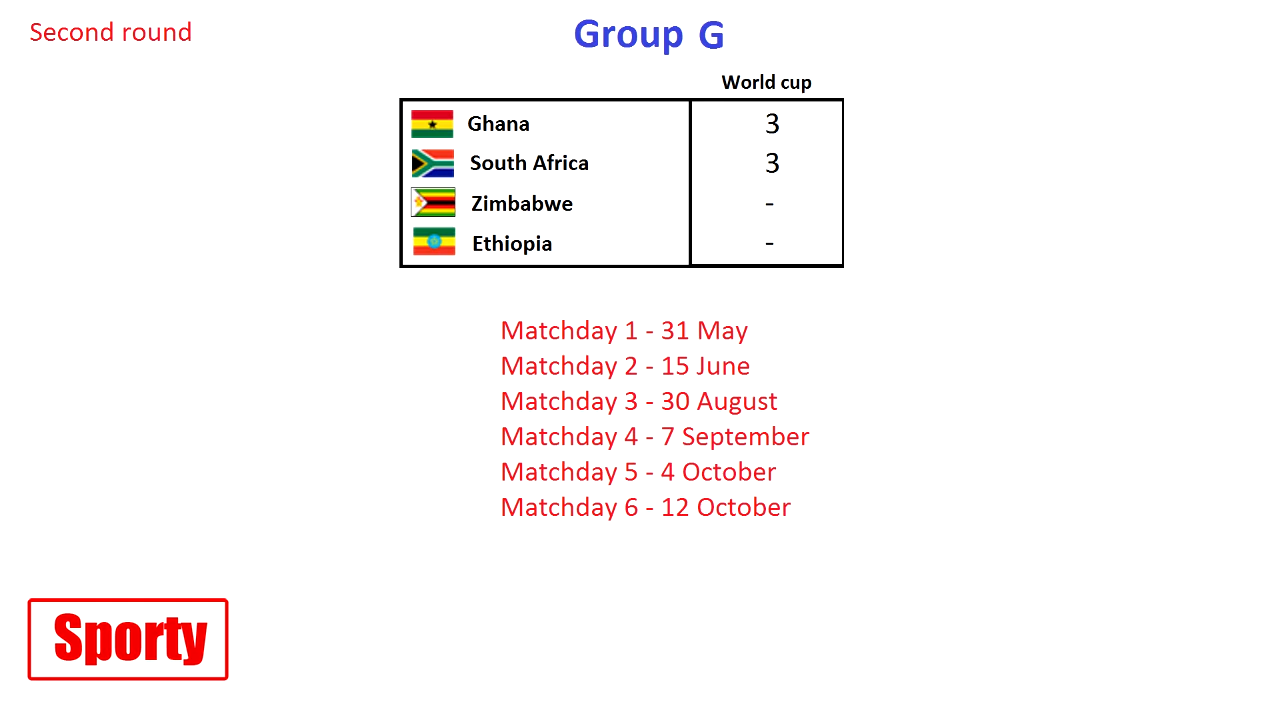 Second round
Group G
World cup
Ghana 3
South Africa 3
Zimbabwe -
Ethiopia -
Matchday 1 - 31 May
Matchday 2 - 15 June
Matchday 3 - 30 August
Matchday 4 - 7 September
Matchday 5 - 4 October
Matchday 6 - 12 October
Sporty